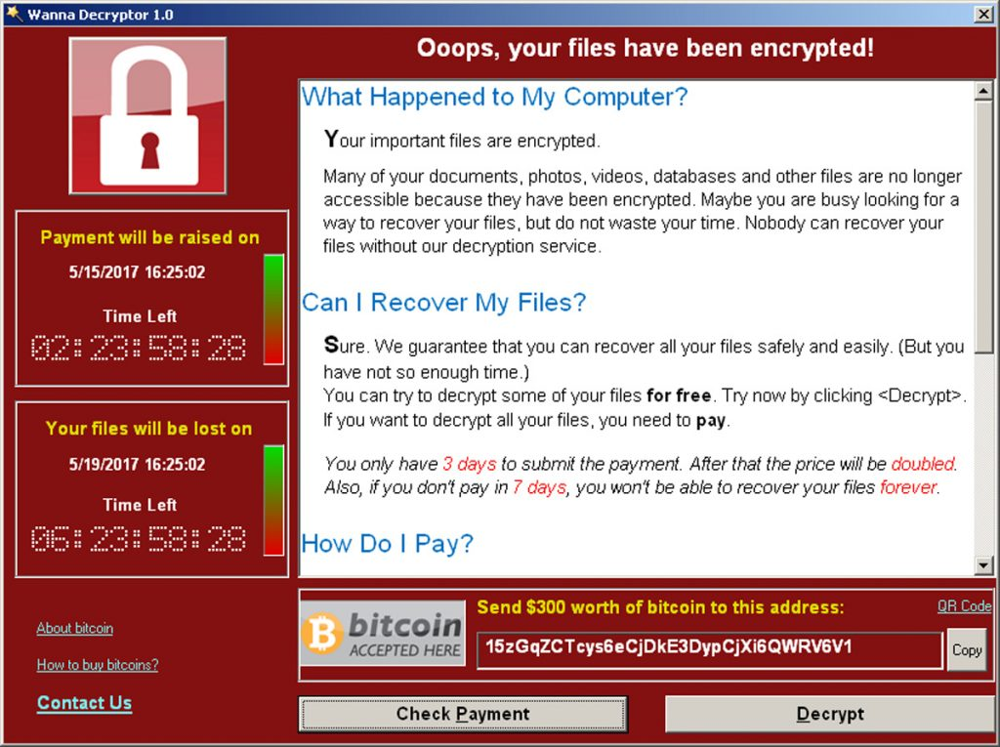 Wanna Decryptor 1.0
Ooops, your files have been encrypted!
Payment will be raised on
5/15/2017 16:25:02
Time Left
02:23:58:28
Your files will be lost on
5/19/2017 16:25:02
Time Left
06:23:58:28
About bitcoin
How to buy bitcoins?
Contact Us
What Happened to My Computer?
Your important files are encrypted.
Many of your documents, photos, videos, databases and other files are no longer
accessible because they have been encrypted. Maybe you are busy looking for a
way to recover your files, but do not waste your time. Nobody can recover your
files without our decryption service.
Can I Recover My Files?
Sure. We guarantee that you can recover all your files safely and easily. (But you
have not so enough time.)
You can try to decrypt some of your files for free. Try now by clicking <Decrypt>.
If you want to decrypt all your files, you need to pay.
You only have 3 days to submit the payment. After that the price will be doubled.
Also, if you don't pay in 7 days, you won't be able to recover your files forever.
How Do I Pay?
bitcoin
ACCEPTED HERE
Send $300 worth of bitcoin to this address:
QR Code
15zGqZCTcys6eCjDkE3DypCjXi6QWRV6V1
Copy
Check Payment
Decrypt